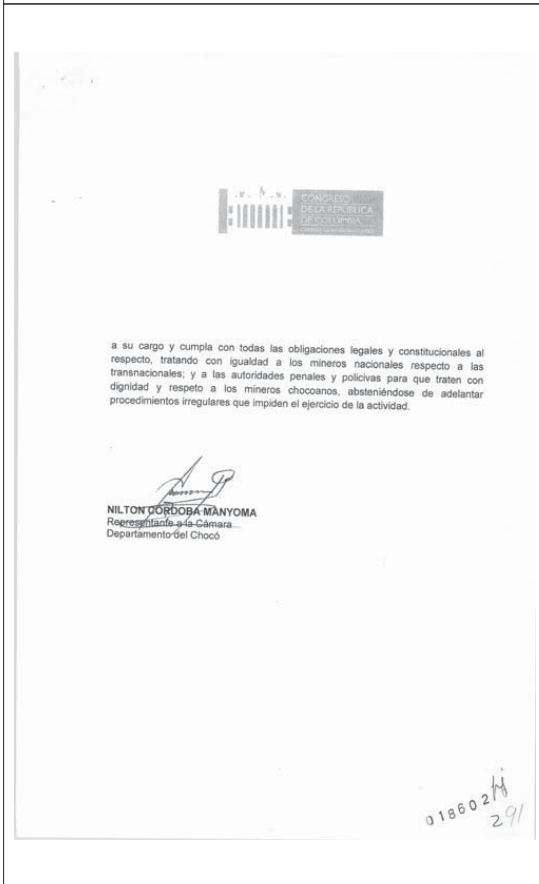 CONGRESO
DE LA REPÚBLICA
DE COLOMBIA
a su cargo y cumpla con todas las obligaciones legales y constitucionales al
respecto, tratando con igualdad a los mineros nacionales respecto a las
transnacionales; y a las autoridades penales y policivas para que traten con
dignidad y respeto a los mineros chocoanos, absteniéndose de adelantar
procedimientos irregulares que impiden el ejercicio de la actividad.
NILTON CÓRDOBA MANYOMA
Representante a la Cámara
Departamento del Chocó
018602
291